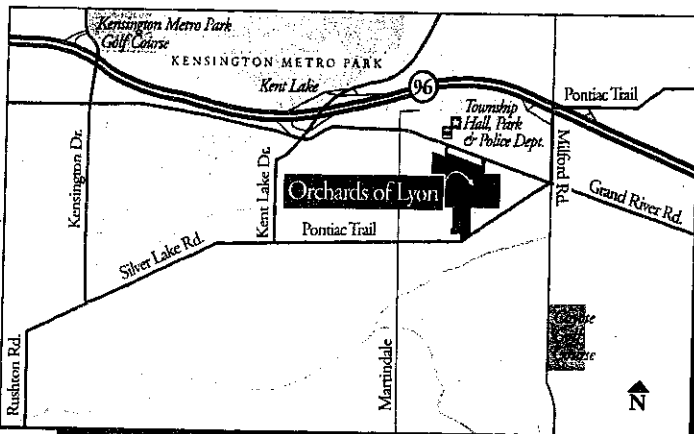 Kensington Metro Park
Golf Course
KENSINGTON METRO PARK
Kent Lake
96
Pontiac Trail
Township
Hall, Park
& Police Dept.
Kensington Dr.
Kent Lake Dr.
Milford Rd.
Orchards of Lyon
Grand River Rd.
Pontiac Trail
Silver Lake Rd.
Rushton Rd.
Martindale
Coyote
Course
N